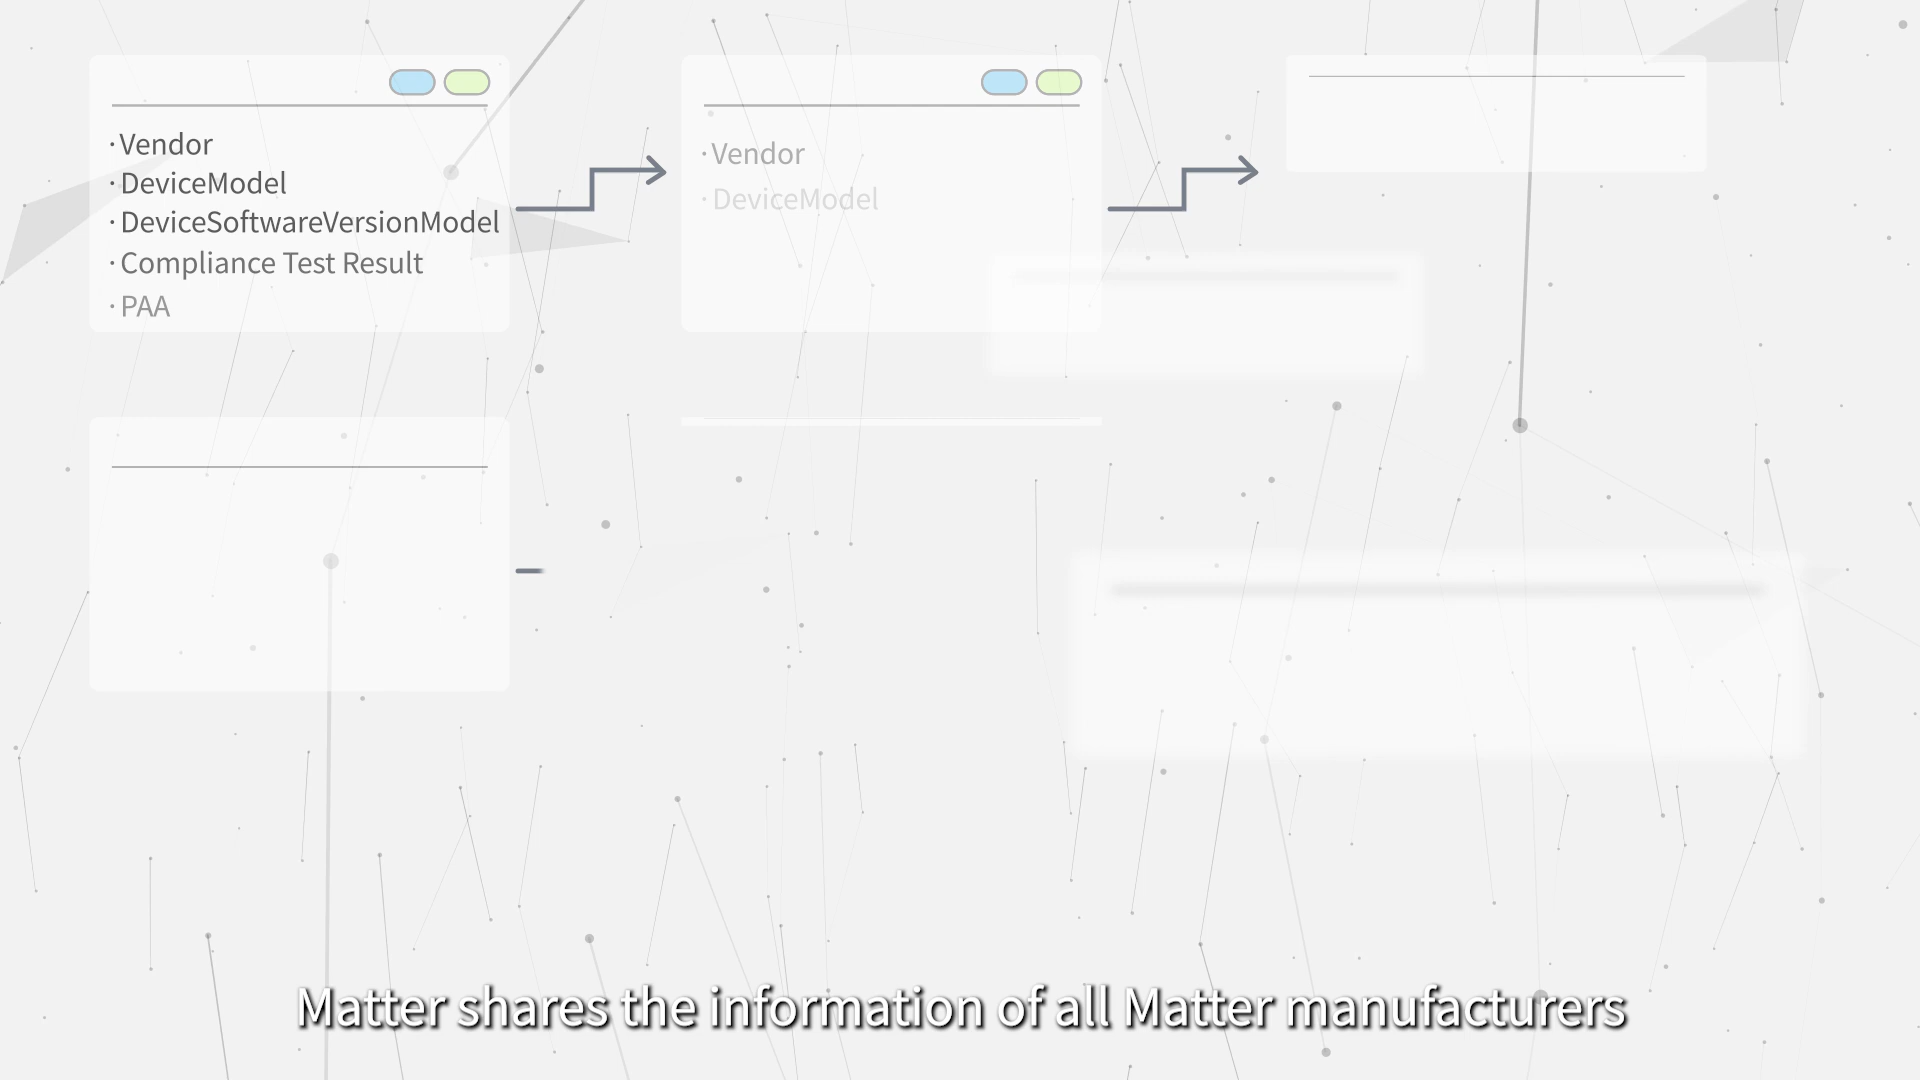 · Vendor
· DeviceModel
· DeviceSoftwareVersionModel
· Compliance Test Result
· PAA
· Vendor
· DeviceModel
Matter shares the information of all Matter manufacturers